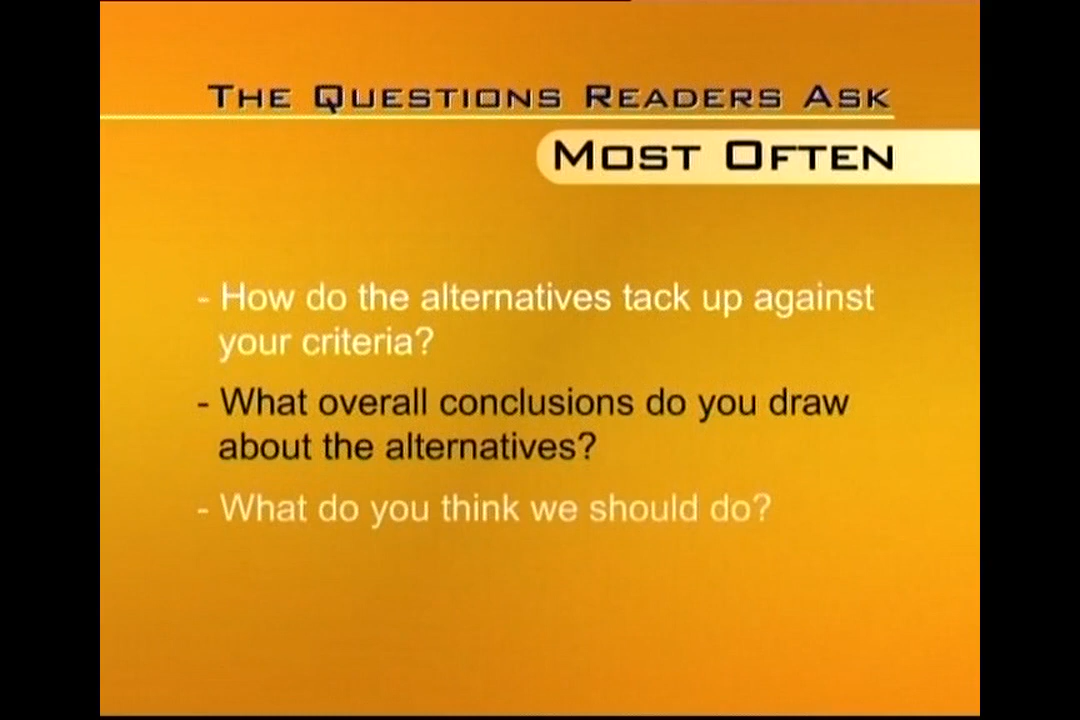 The Questions Readers Ask
Most Often
- How do the alternatives tack up against
your criteria?
- What overall conclusions do you draw
about the alternatives?
- What do you think we should do?